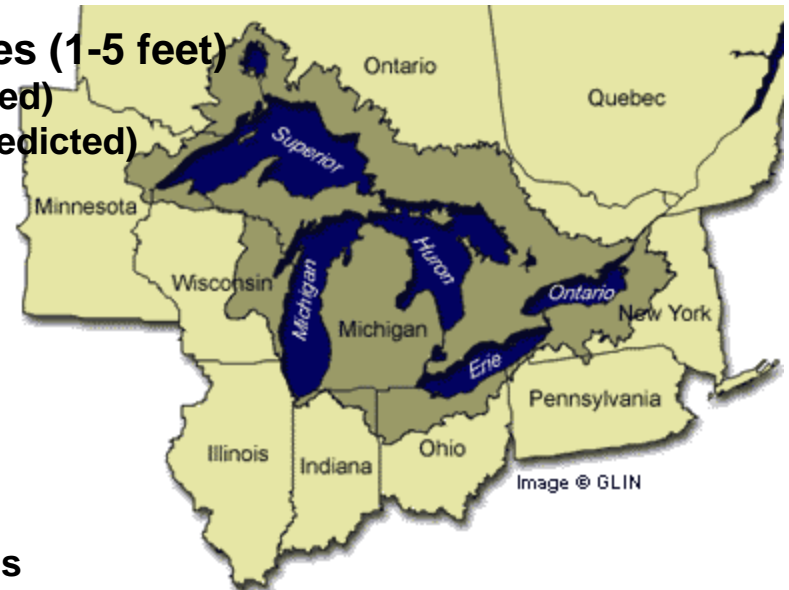 es (1-5 feet)
ed)
edicted)
Ontario
Quebec
Superior
Minnesota
Huron
Wisconsin
Michigan
Ontario
New York
Michigan
Erie
Pennsylvania
Illinois
Indiana
Ohio
Image © GLIN
s